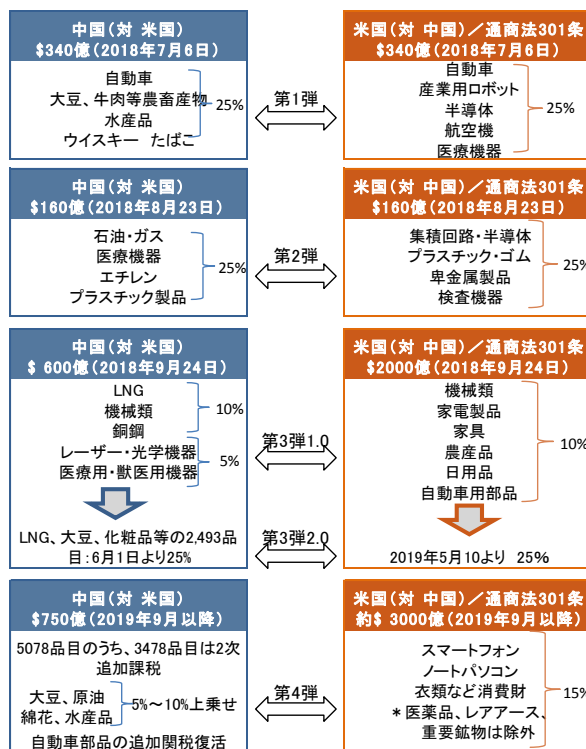 中国(対 米国)
$340億(2018年7月6日)
自動車
大豆、牛肉等農畜産物
水産品
ウイスキー たばこ
25%
第1弾
米国(対 中国)/通商法301条
$340億(2018年7月6日)
自動車
産業用ロボット
半導体
航空機
医療機器
25%
中国(対 米国)
$160億(2018年8月23日)
石油・ガス
医療機器
エチレン
プラスチック製品
25%
第2弾
米国(対 中国)/通商法301条
$160億(2018年8月23日)
集積回路・半導体
プラスチック・ゴム
卑金属製品
検査機器
25%
中国(対 米国)
$ 600億(2018年9月24日)
LNG
機械類
銅鋼
10%
レーザー・光学機器
医療用・獣医用機器
5%
LNG、大豆、化粧品等の2,493品
目:6月1日より25%
第3弾1.0
第3弾2.0
米国(対 中国)/通商法301条
$2000億(2018年9月24日)
機械類
家電製品
家具
農産品
日用品
自動車用部品
10%
2019年5月10より 25%
中国(対 米国)
$750億(2019年9月以降)
5078品目のうち、3478品目は2次
追加課税
大豆、原油
綿花、水産品
5%~10%上乗せ
自動車部品の追加関税復活
第4弾
米国(対 中国)/通商法301条
約$ 3000億(2019年9月以降)
スマートフォン
ノートパソコン
衣類など消費財
*医薬品、レアアース、
重要鉱物は除外
15%